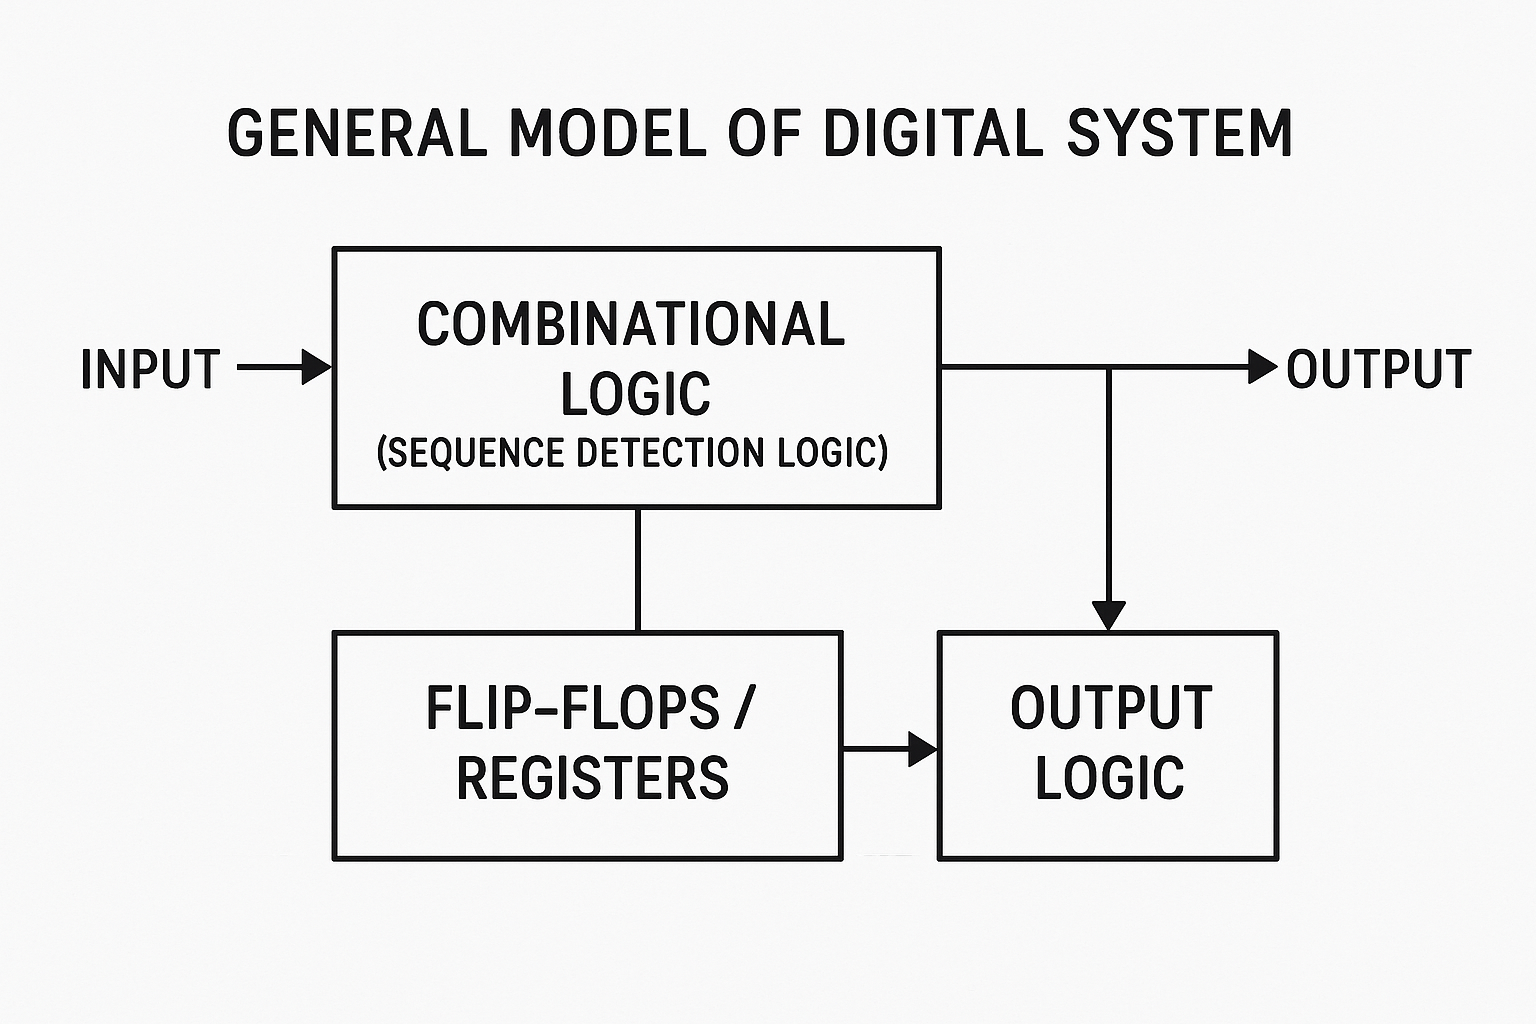 GENERAL MODEL OF DIGITAL SYSTEM
INPUT
COMBINATIONAL
LOGIC
(SEQUENCE DETECTION LOGIC)
OUTPUT
FLIP-FLOPS /
REGISTERS
OUTPUT
LOGIC